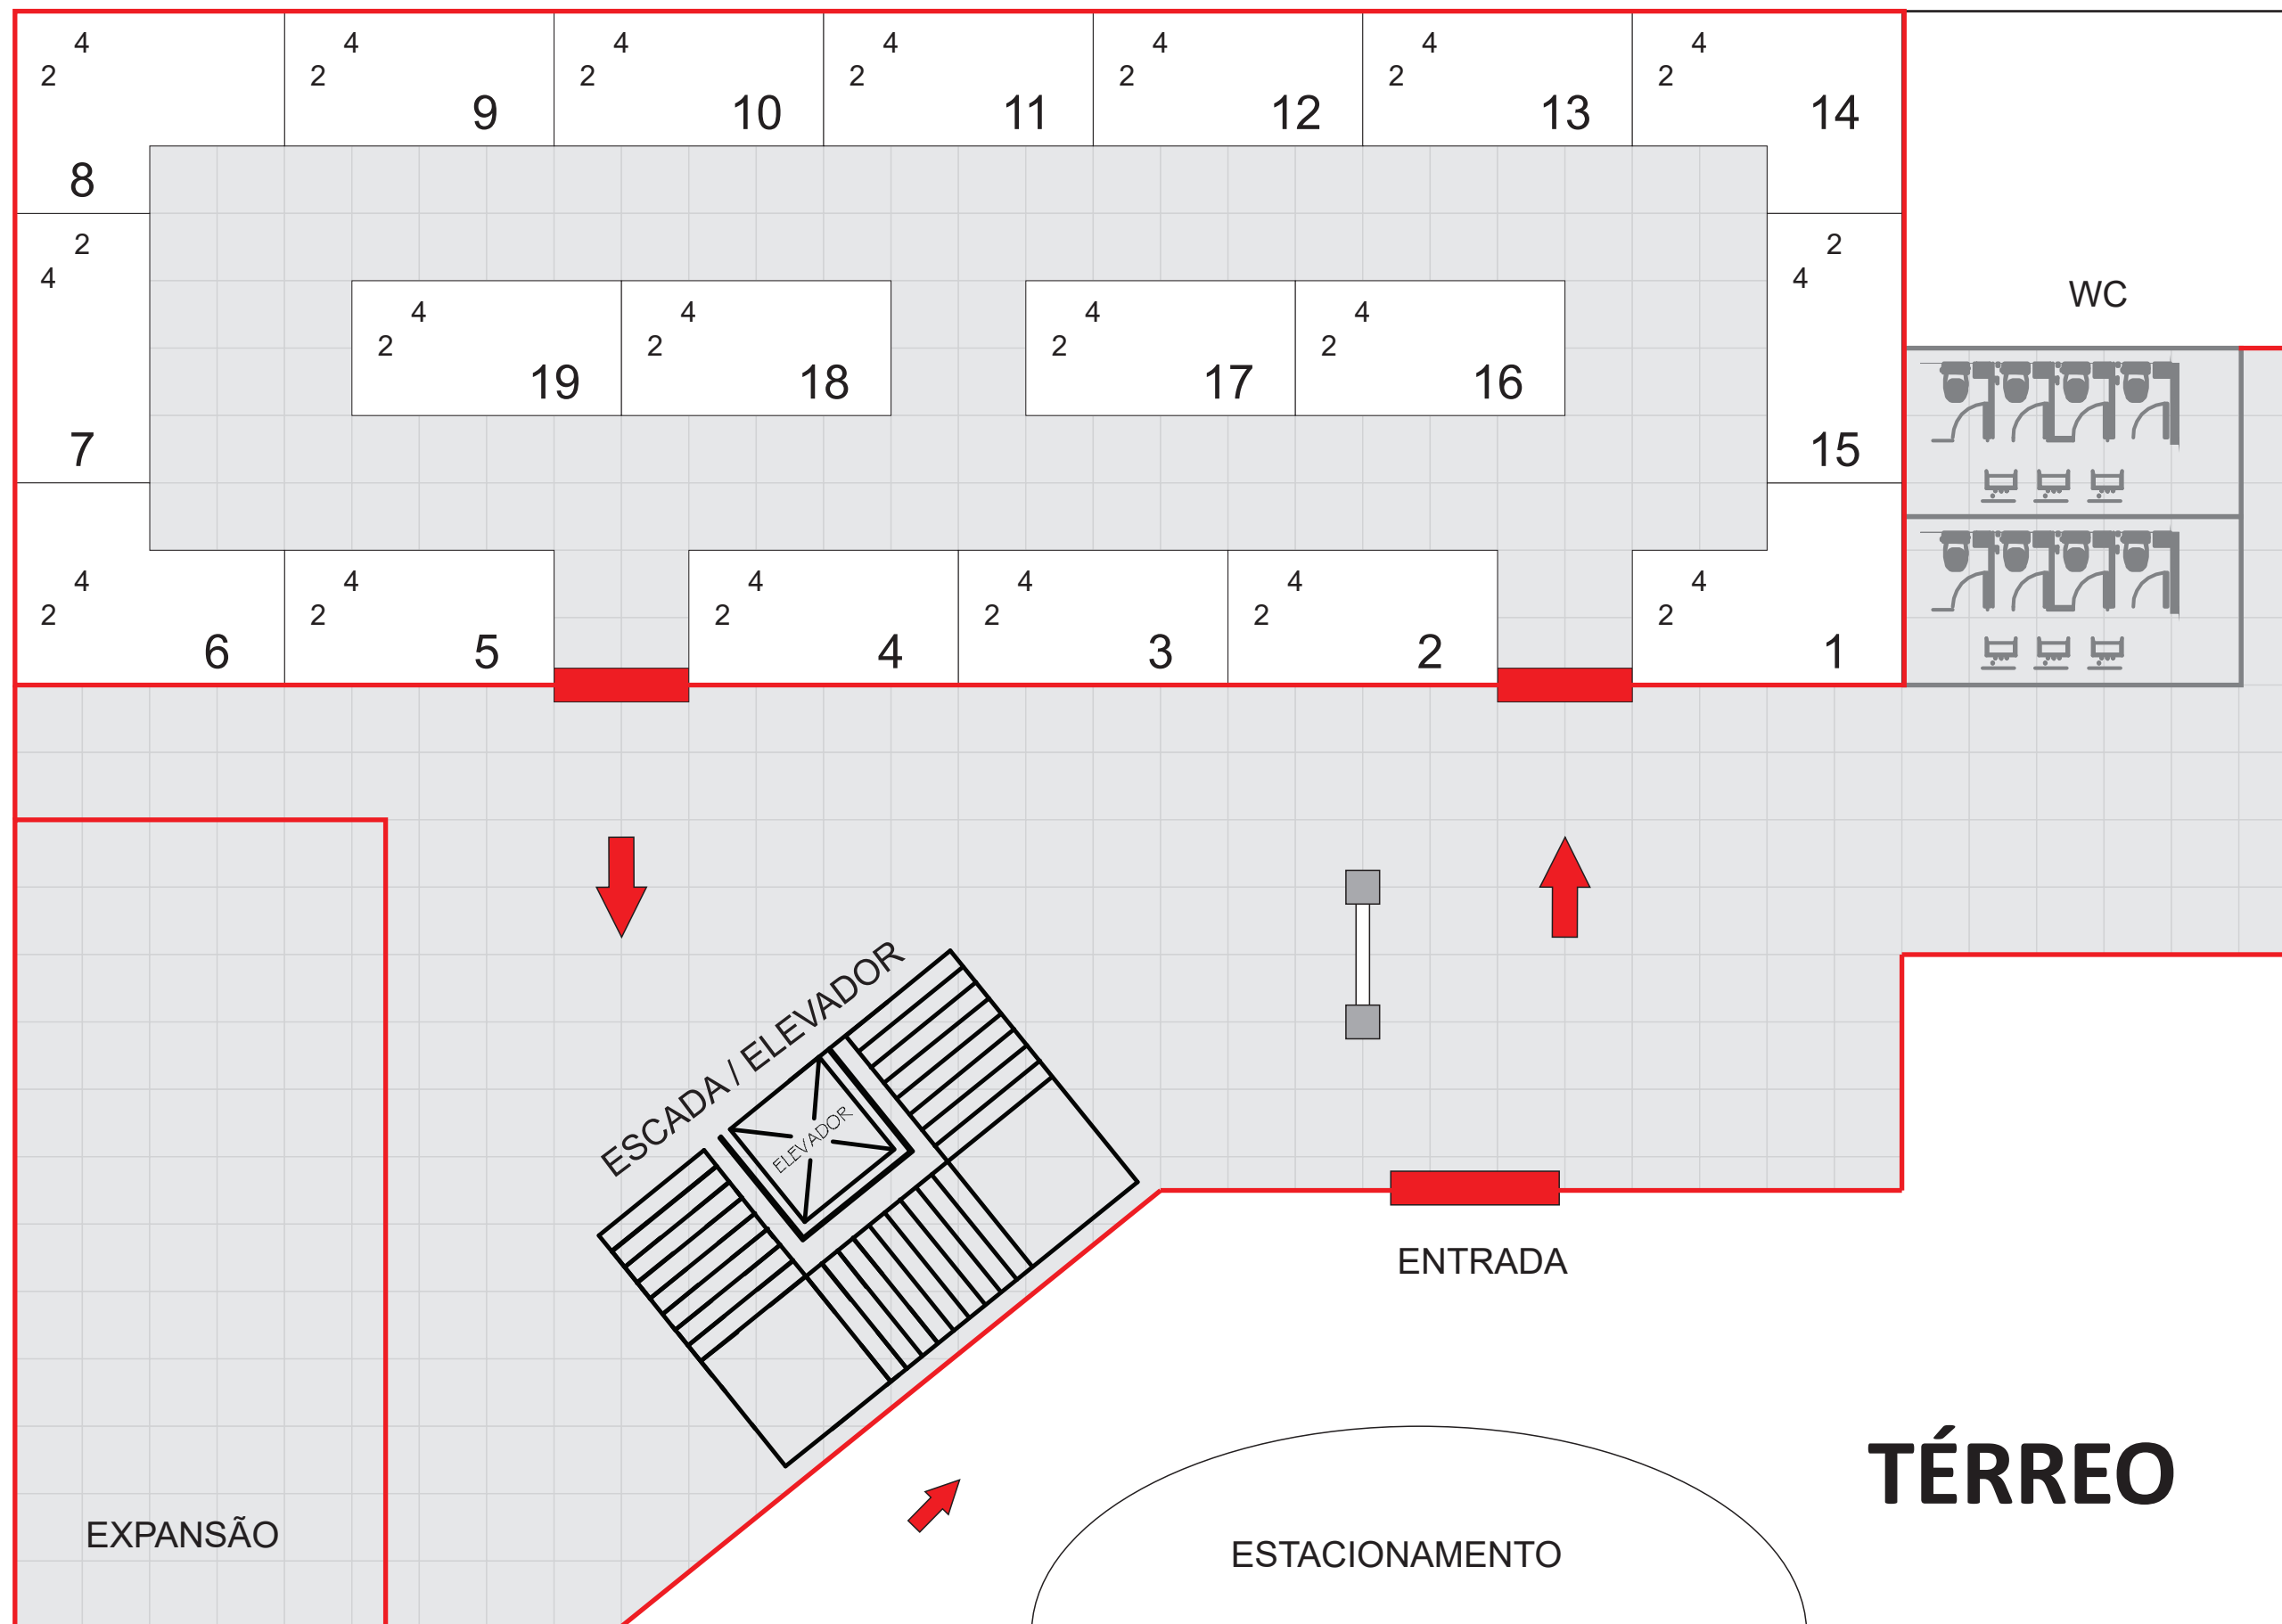 4 4 4 4 4 4 4
2 2 2 2 2 2 2
9 10 11 12 13 14
8
2 2
4 4
WC
4 4 4 4
2 2 2 2
19 18 17 16
7 15
4 4 4 4 4 4
2 2 2 2 2 2
6 5 4 3 2 1
ESCADA / ELEVADOR
ELEVADOR
ENTRADA
TÉRREO
EXPANSÃO
ESTACIONAMENTO